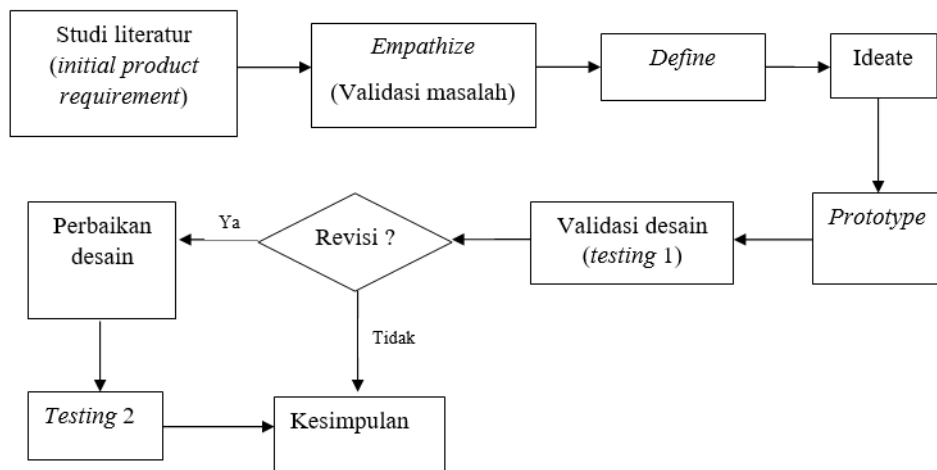 Studi literatur
(initial product
requirement)
Empathize
(Validasi masalah)
Define
Ideate
Prototype
Validasi desain
(testing 1)
Revisi ?
Ya
Perbaikan
desain
Tidak
Testing 2
Kesimpulan